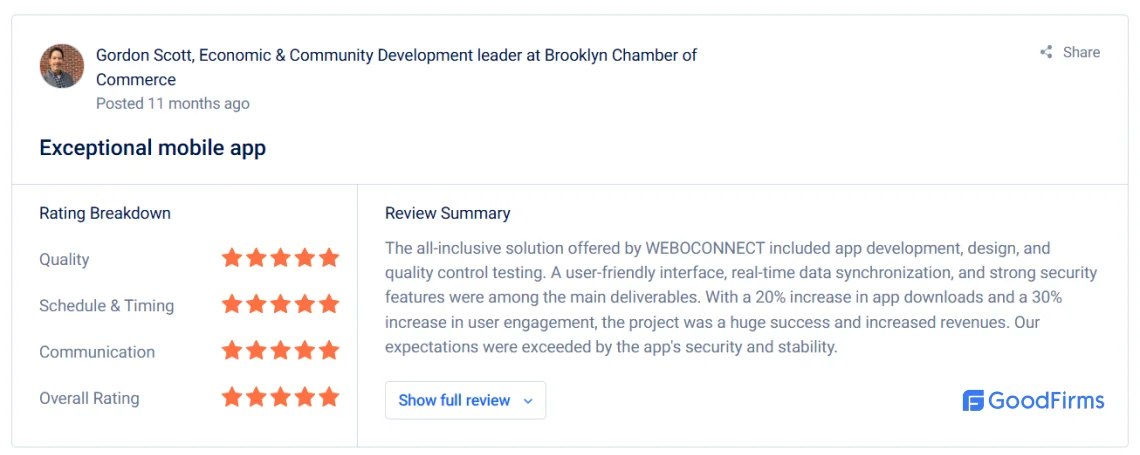 Gordon Scott, Economic & Community Development leader at Brooklyn Chamber of
Commerce
Posted 11 months ago
Share
Exceptional mobile app
Rating Breakdown
Quality
Schedule & Timing
Communication
Overall Rating
Review Summary
The all-inclusive solution offered by WEBOCONNECT included app development, design, and
quality control testing. A user-friendly interface, real-time data synchronization, and strong security
features were among the main deliverables. With a 20% increase in app downloads and a 30%
increase in user engagement, the project was a huge success and increased revenues. Our
expectations were exceeded by the app's security and stability.
Show full review
GoodFirms